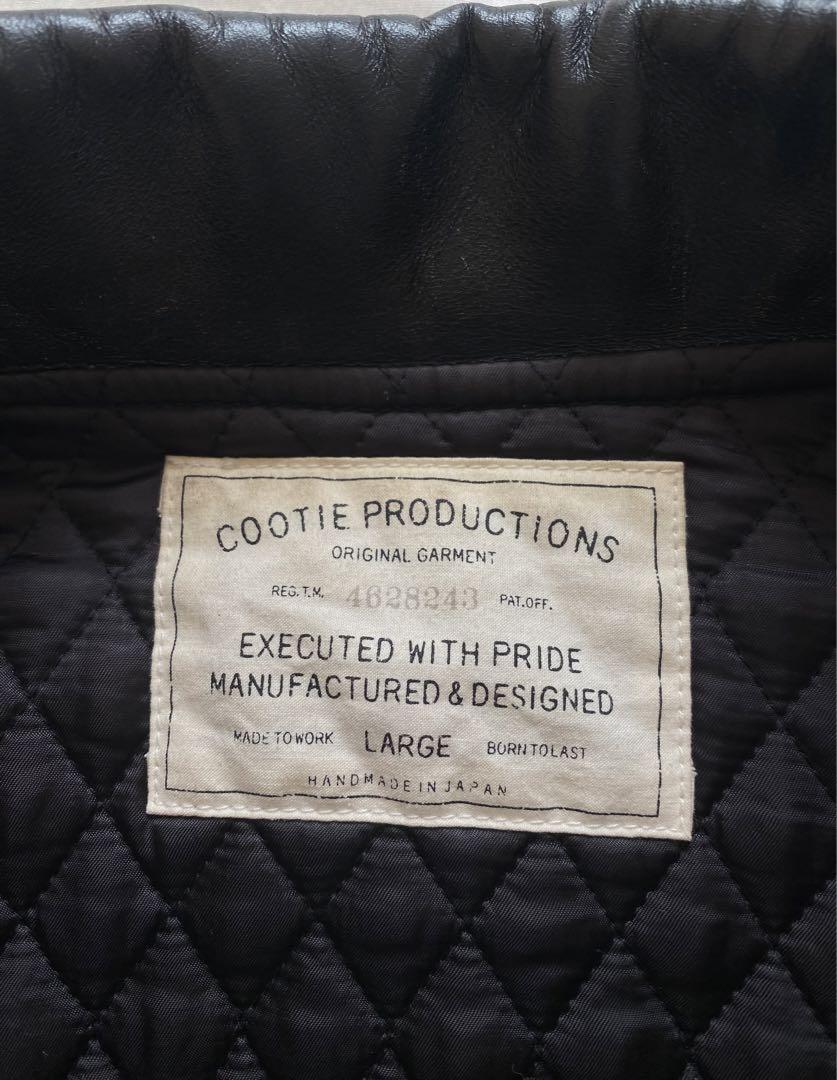 COOTIE PRODUCTIONS
ORIGINAL GARMENT
REG. T.M. 4628243 PAT.OFF.
EXECUTED WITH PRIDE
MANUFACTURED & DESIGNED
MADE TO WORK LARGE BORN TO LAST
HANDMADE IN JAPAN